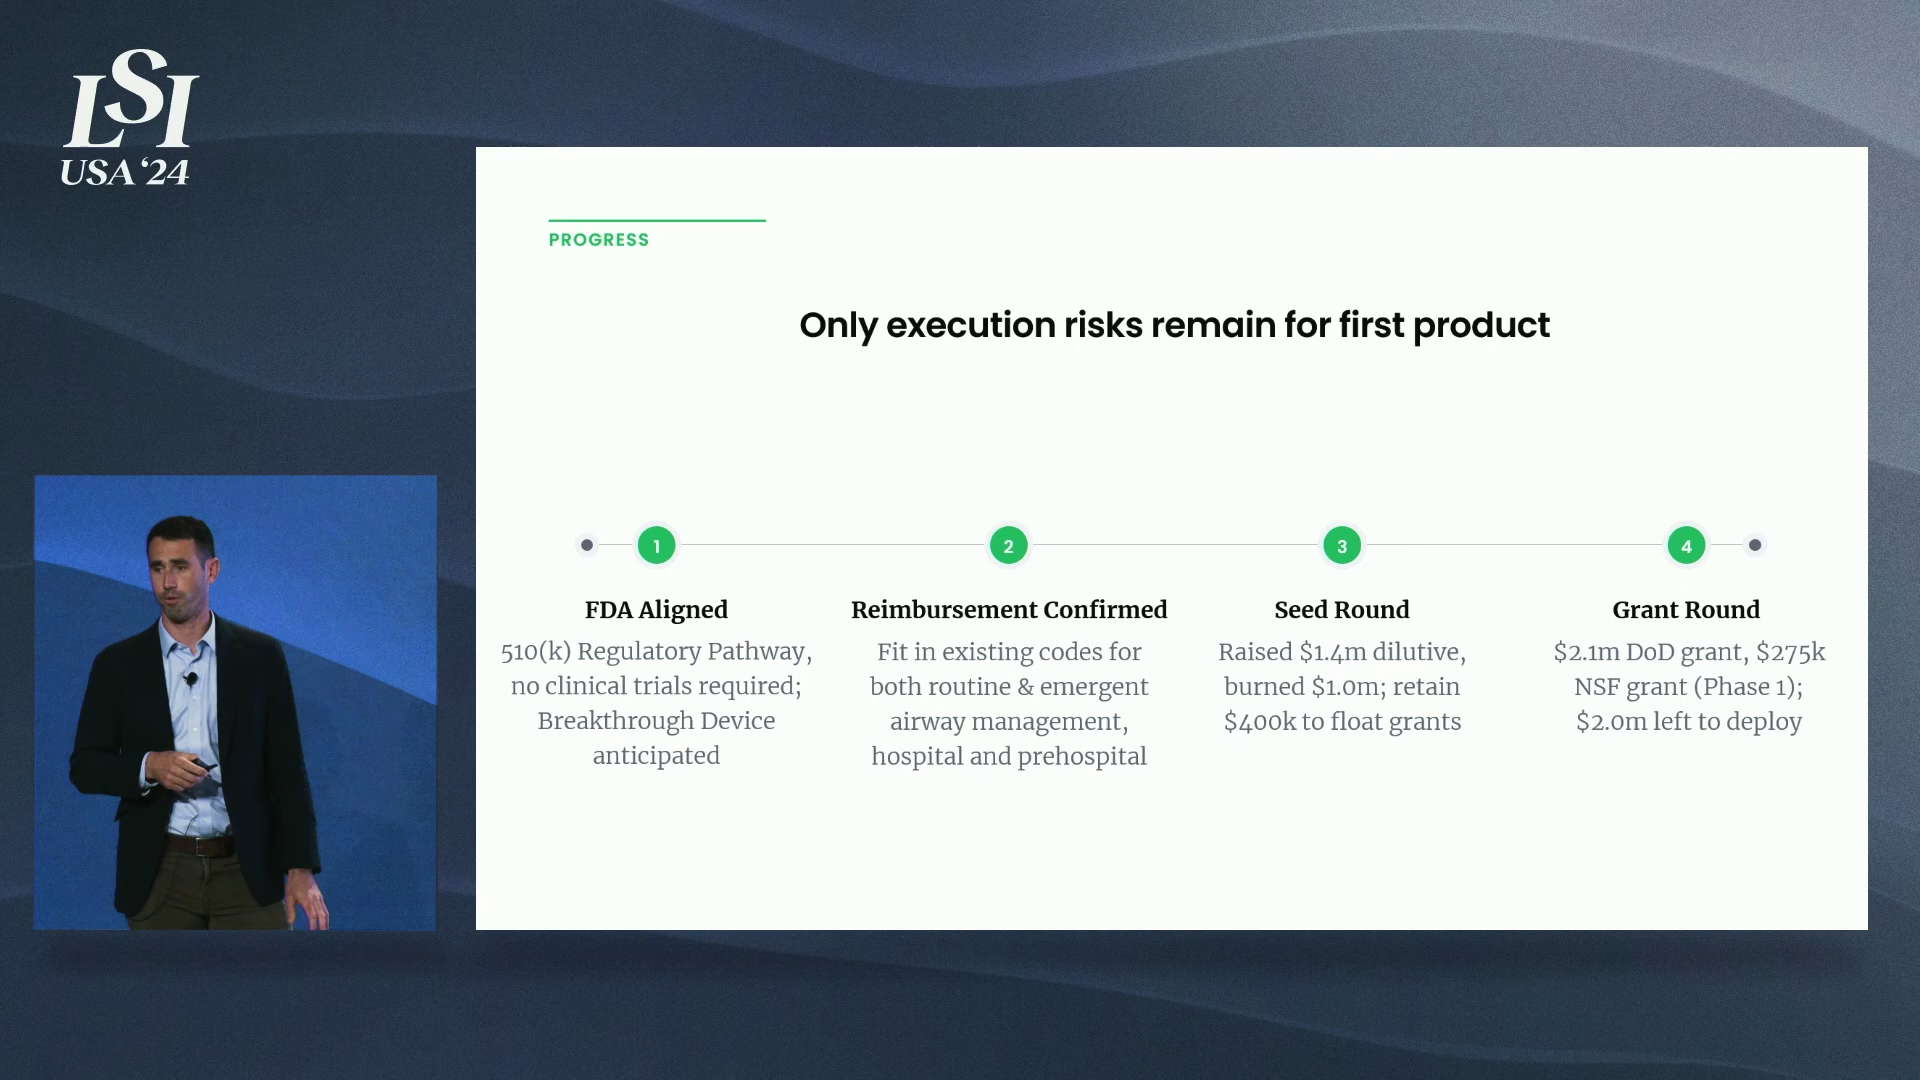 LSI
USA '24
PROGRESS
Only execution risks remain for first product
1
2
3
4
FDA Aligned
510(k) Regulatory Pathway,
no clinical trials required;
Breakthrough Device
anticipated
Reimbursement Confirmed
Fit in existing codes for
both routine & emergent
airway management,
hospital and prehospital
Seed Round
Raised $1.4m dilutive,
burned $1.0m; retain
$400k to float grants
Grant Round
$2.1m DoD grant, $275k
NSF grant (Phase 1);
$2.0m left to deploy